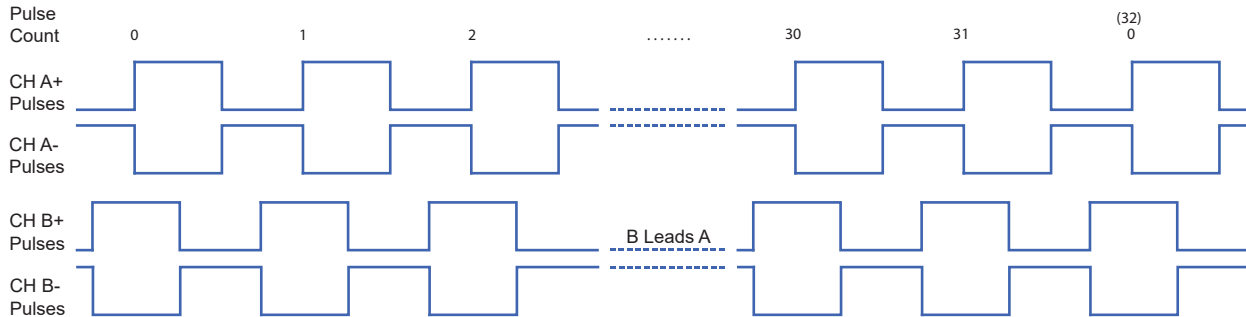 Pulse
Count
0
1
2
.......
30
31
(32)
0
CH A+
Pulses
CH A-
Pulses
CH B+
Pulses
B Leads A
CH B-
Pulses